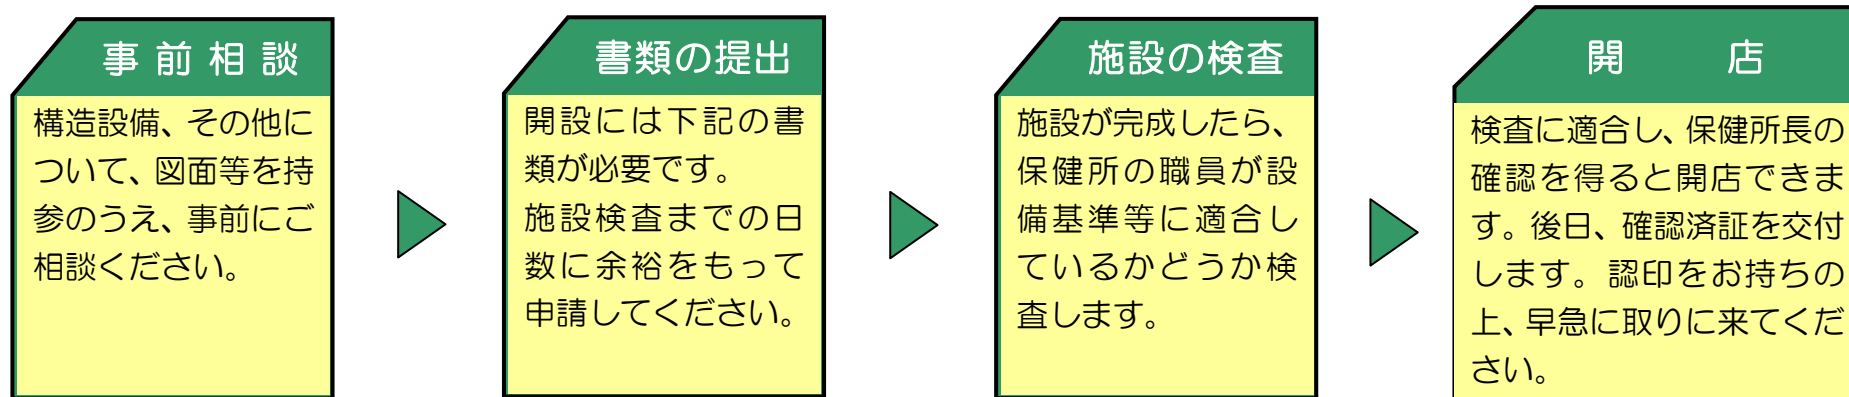 事前相談
構造設備、その他に
ついて、図面等を持
参のうえ、事前にご
相談ください。
書類の提出
開設には下記の書
類が必要です。
施設検査までの日
数に余裕をもって
申請してください。
施設の検査
施設が完成したら、
保健所の職員が設
備基準等に適合し
ているかどうか検
査します。
開店
検査に適合し、保健所長の
確認を得ると開店できま
す。後日、確認済証を交付
します。認印をお持ちの
上、早急に取りに来てくだ
さい。